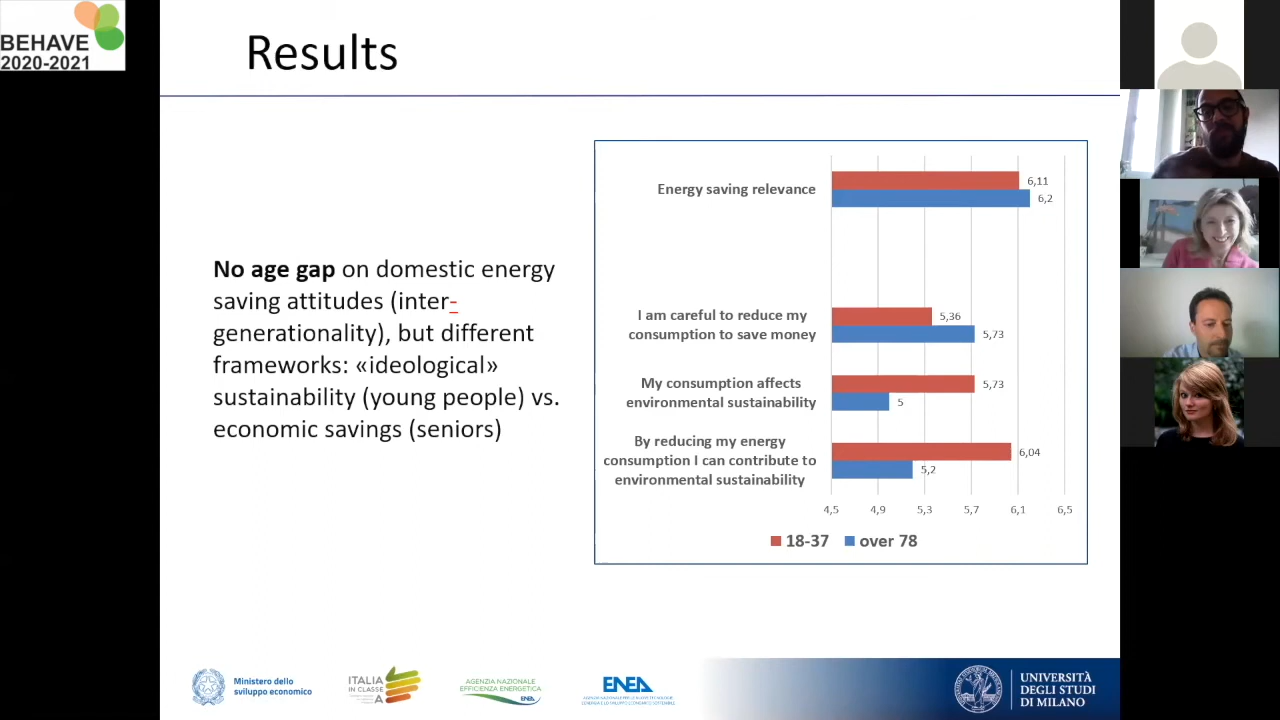 BEHAVE
2020-2021
Results
No age gap on domestic energy
saving attitudes (inter-
generationality), but different
frameworks: «ideological»
sustainability (young people) vs.
economic savings (seniors)
Energy saving relevance
6,11
6,2
I am careful to reduce my
consumption to save money
5,36
5,73
My consumption affects
environmental sustainability
5,73
5
By reducing my energy
consumption I can contribute to
environmental sustainability
6,04
5,2
4,5 4,9 5,3 5,7 6,1 6,5
18-37 over 78
Ministero dello
sviluppo economico
ITALIA
IN CLASSE
A
AGENZIA NAZIONALE
EFFICIENZA ENERGETICA
ENEA
ENEA
UNIVERSITÀ
DEGLI STUDI
DI MILANO